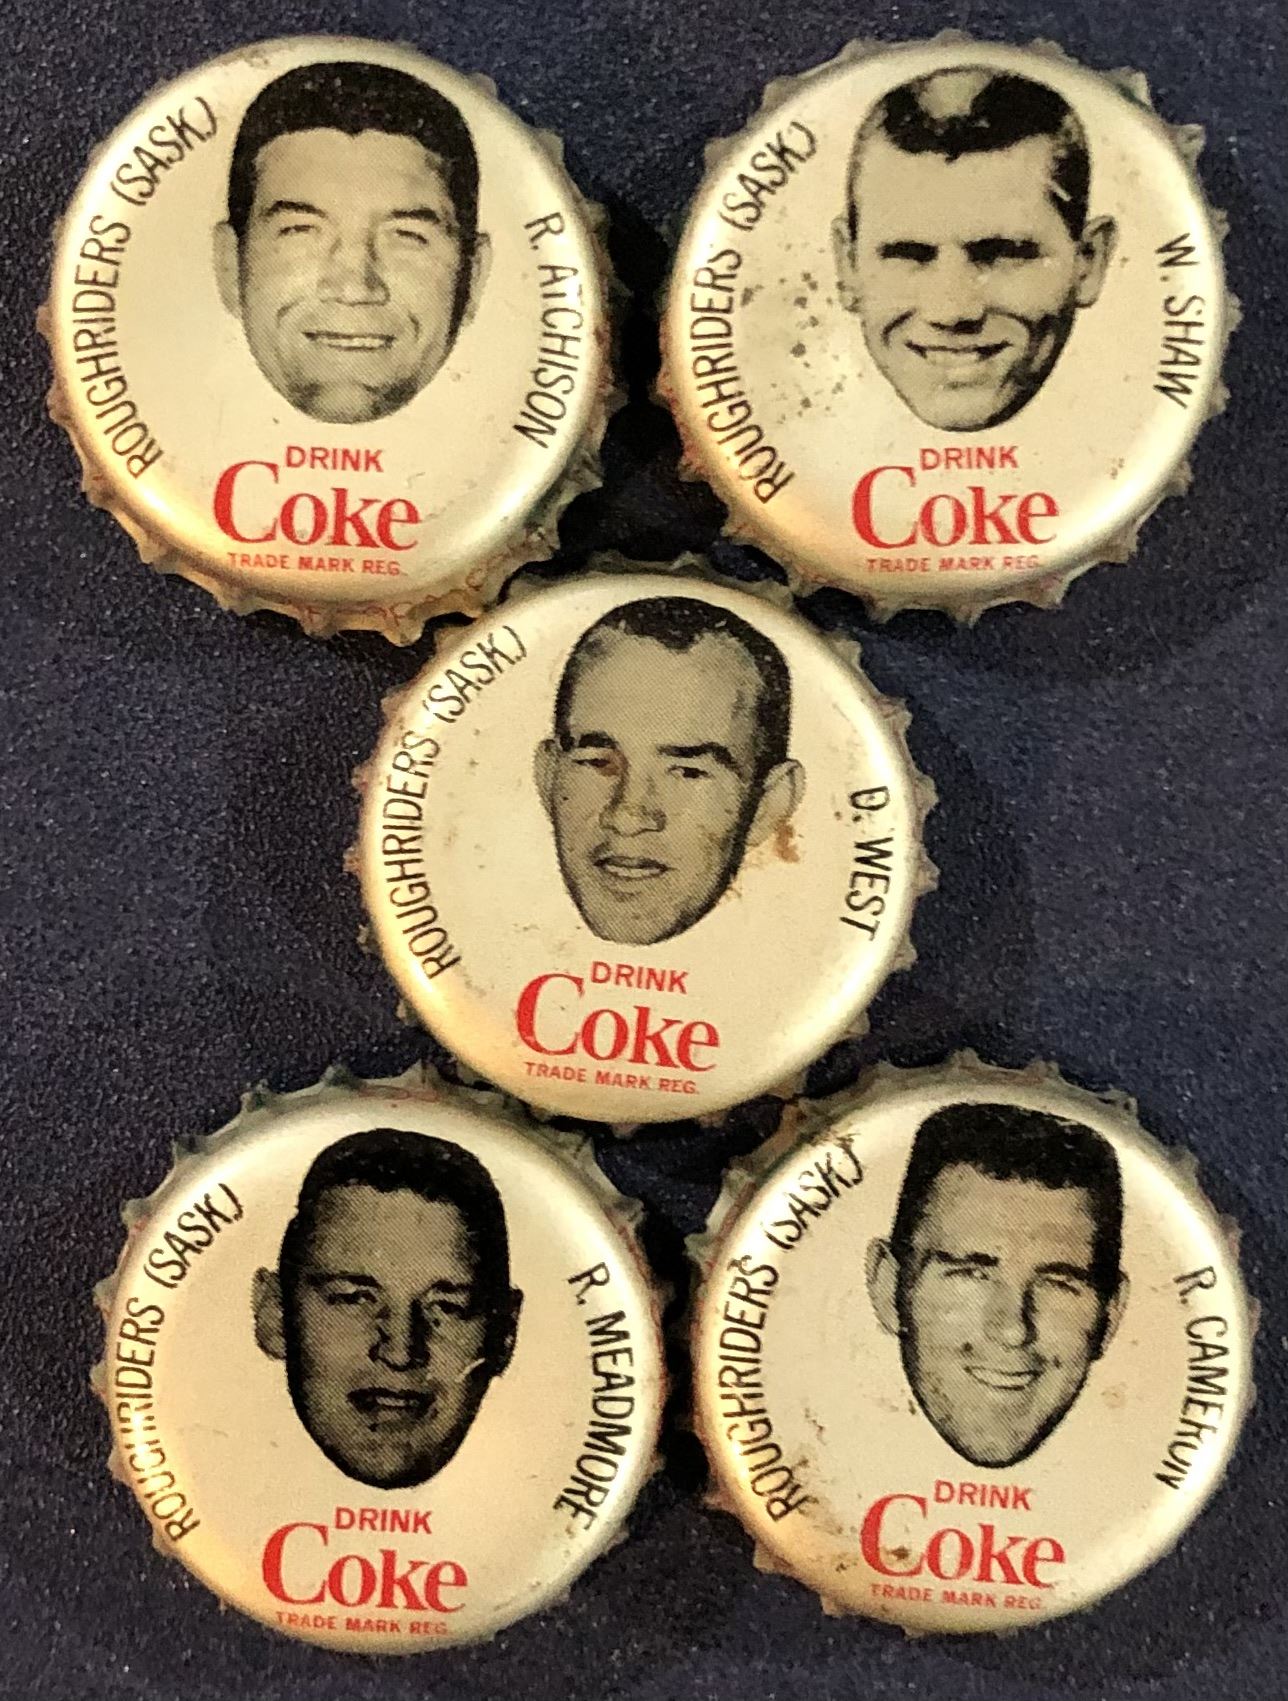 ROUGHRIDERS (SASK)
R. ATCHISON
DRINK
Coke
TRADE MARK REG.
ROUGHRIDERS (SASK)
W. SHAW
DRINK
Coke
TRADE MARK REG.
ROUGHRIDERS (SASK)
D. WEST
DRINK
Coke
TRADE MARK REG.
ROUGHRIDERS (SASK)
R. MEADMORE
DRINK
Coke
TRADE MARK REG.
ROUGHRIDERS (SASK)
R. CAMERON
DRINK
Coke
TRADE MARK REG.